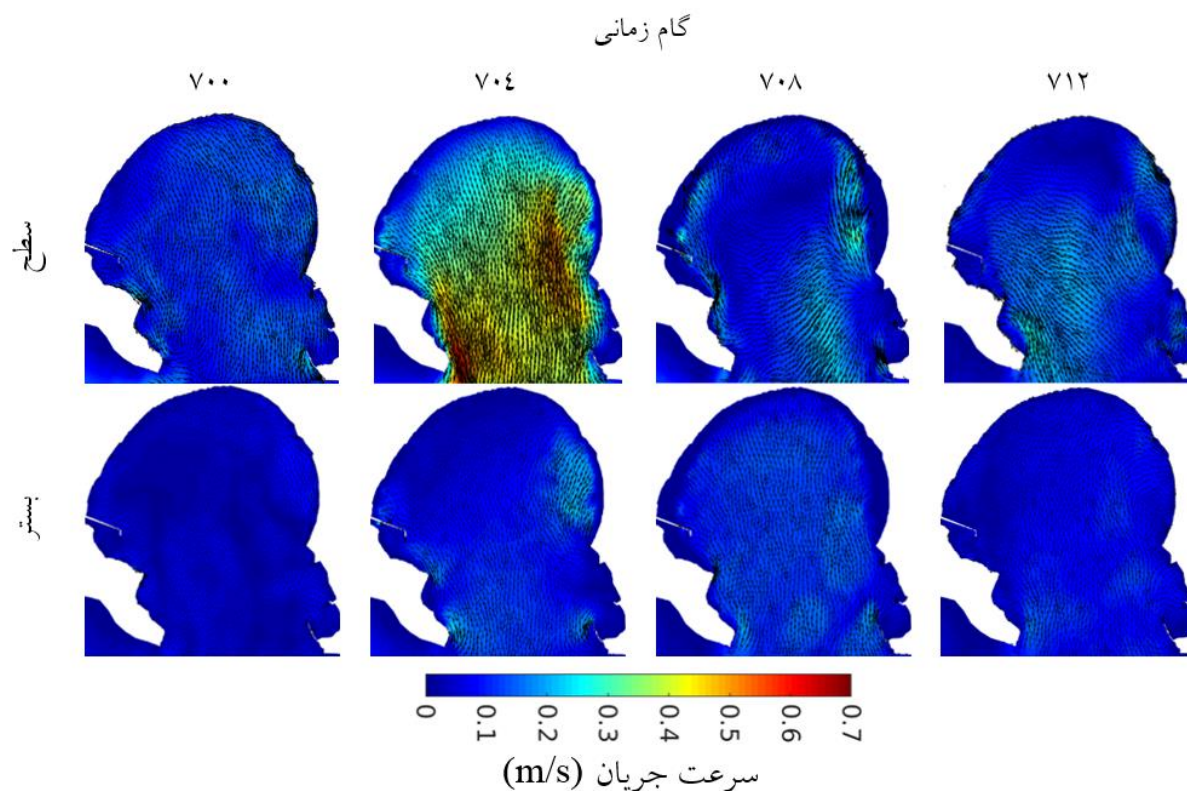 گام زمانی
۷۰۰ ۷۰٤ ۷۰۸ ۷۱۲
سطح
بستر
0 0.1 0.2 0.3 0.4 0.5 0.6 0.7
سرعت جریان (m/s)